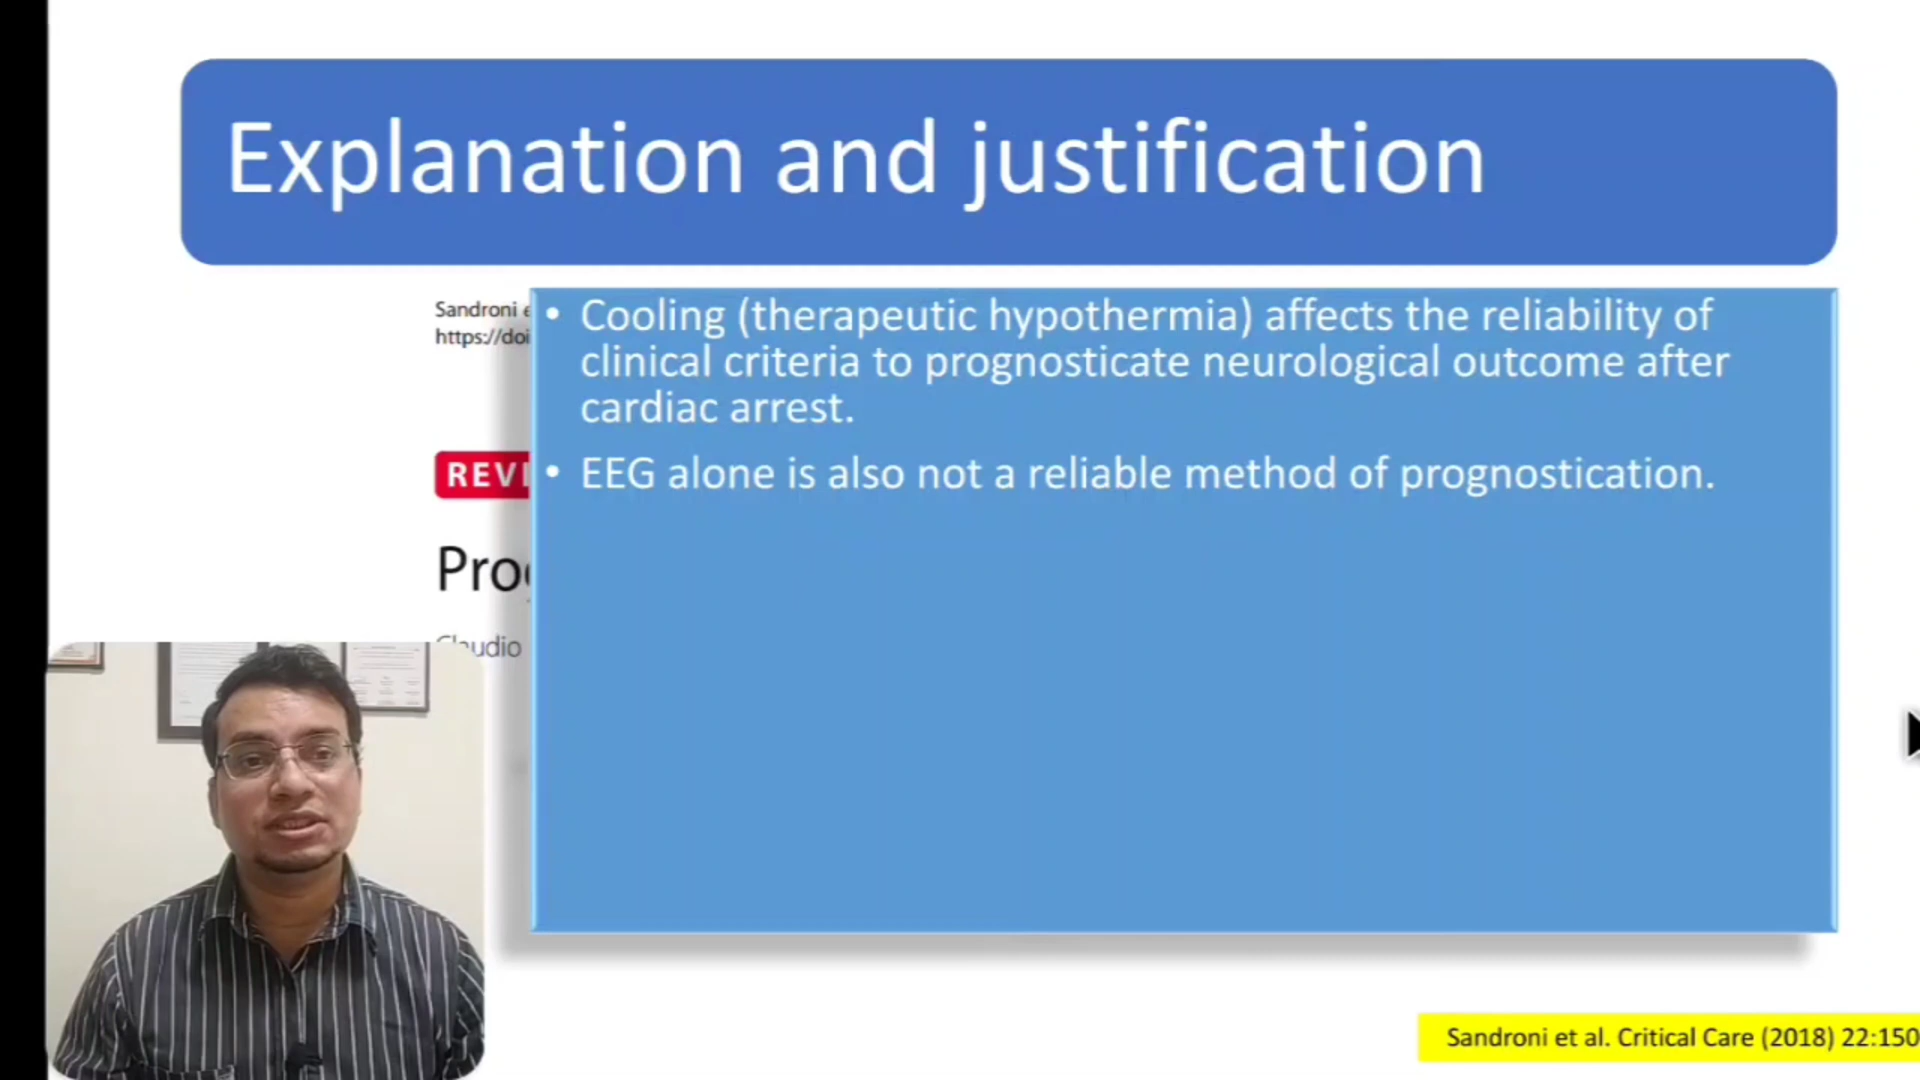 Explanation and justification
Sandroni e
https://doi
• Cooling (therapeutic hypothermia) affects the reliability of
clinical criteria to prognosticate neurological outcome after
cardiac arrest.
REVI
• EEG alone is also not a reliable method of prognostication.
Prog
Claudio
Sandroni et al. Critical Care (2018) 22:150